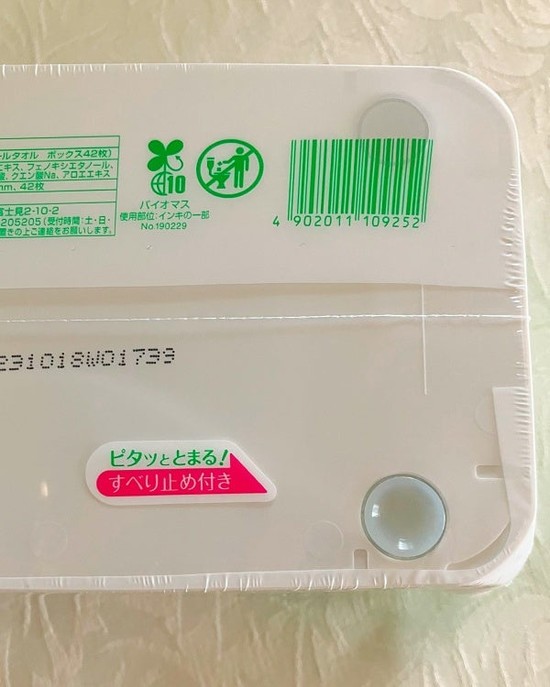 ルタオル ボックス42枚)
エキス、フェノキシエタノール、
酸、クエン酸Na、アロエエキス
mm、42枚
富士見2-10-2
205205(受付時間:土・日・
置きの上ご連絡をお願いします。
10
バイオマス
使用部位:インキの一部
No.190229
4 902011 109252
231018W01733
ピタッととまる!
すべり止め付き